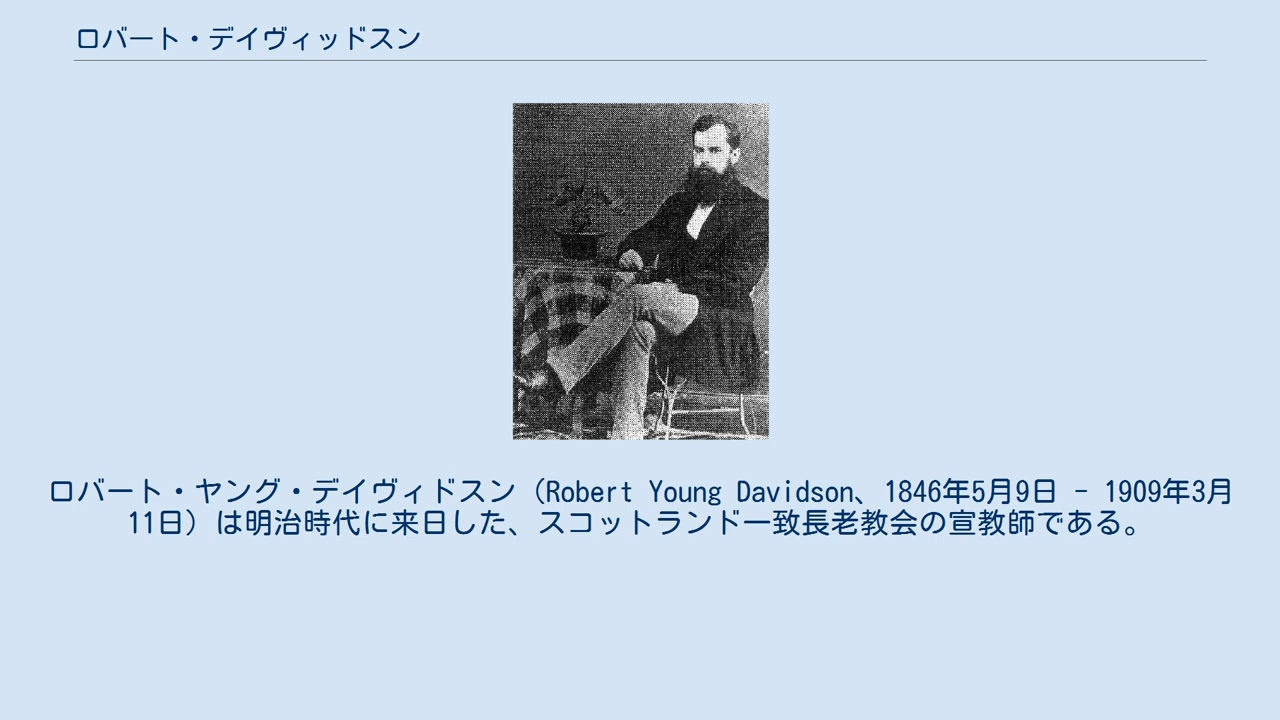 ロバート・デイヴィッドスン
ロバート・ヤング・デイヴィドスン（Robert Young Davidson、1846年5月9日 - 1909年3月
11日）は明治時代に来日した、スコットランド一致長老教会の宣教師である。